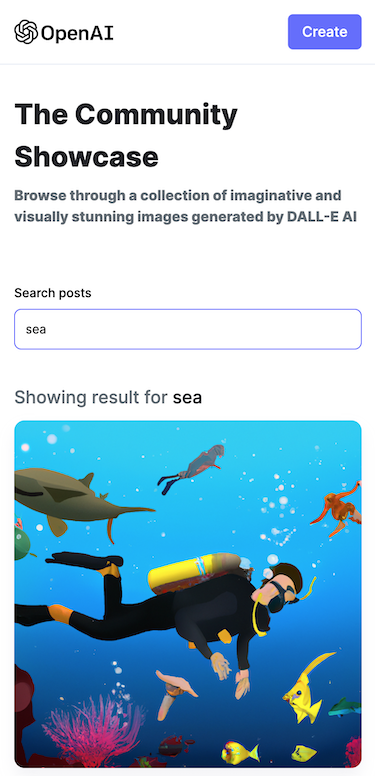 OpenAI
Create
The Community
Showcase
Browse through a collection of imaginative and
visually stunning images generated by DALL-E AI
Search posts
sea
Showing result for sea